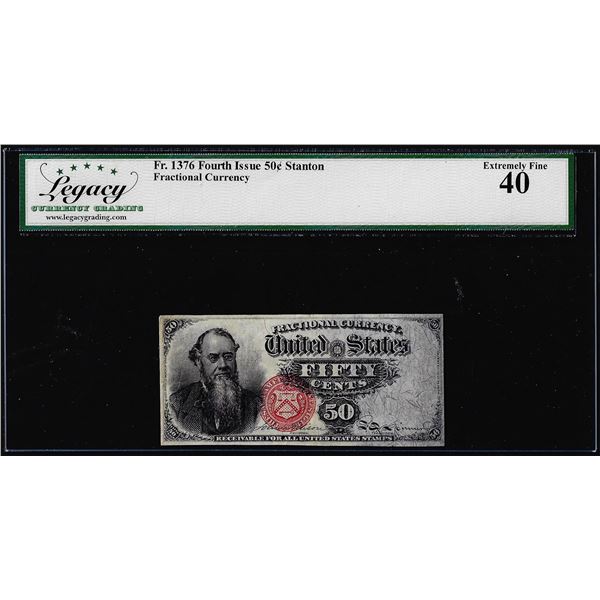 Fr. 1376 Fourth Issue 50¢ Stanton
Fractional Currency
Legacy
CURRENCY GRADING
www.legacygrading.com
Extremely Fine
40
FRACTIONAL CURRENCY.
United States
FIFTY
CENTS
50
RECEIVABLE FOR ALL UNITED STATES STAMPS